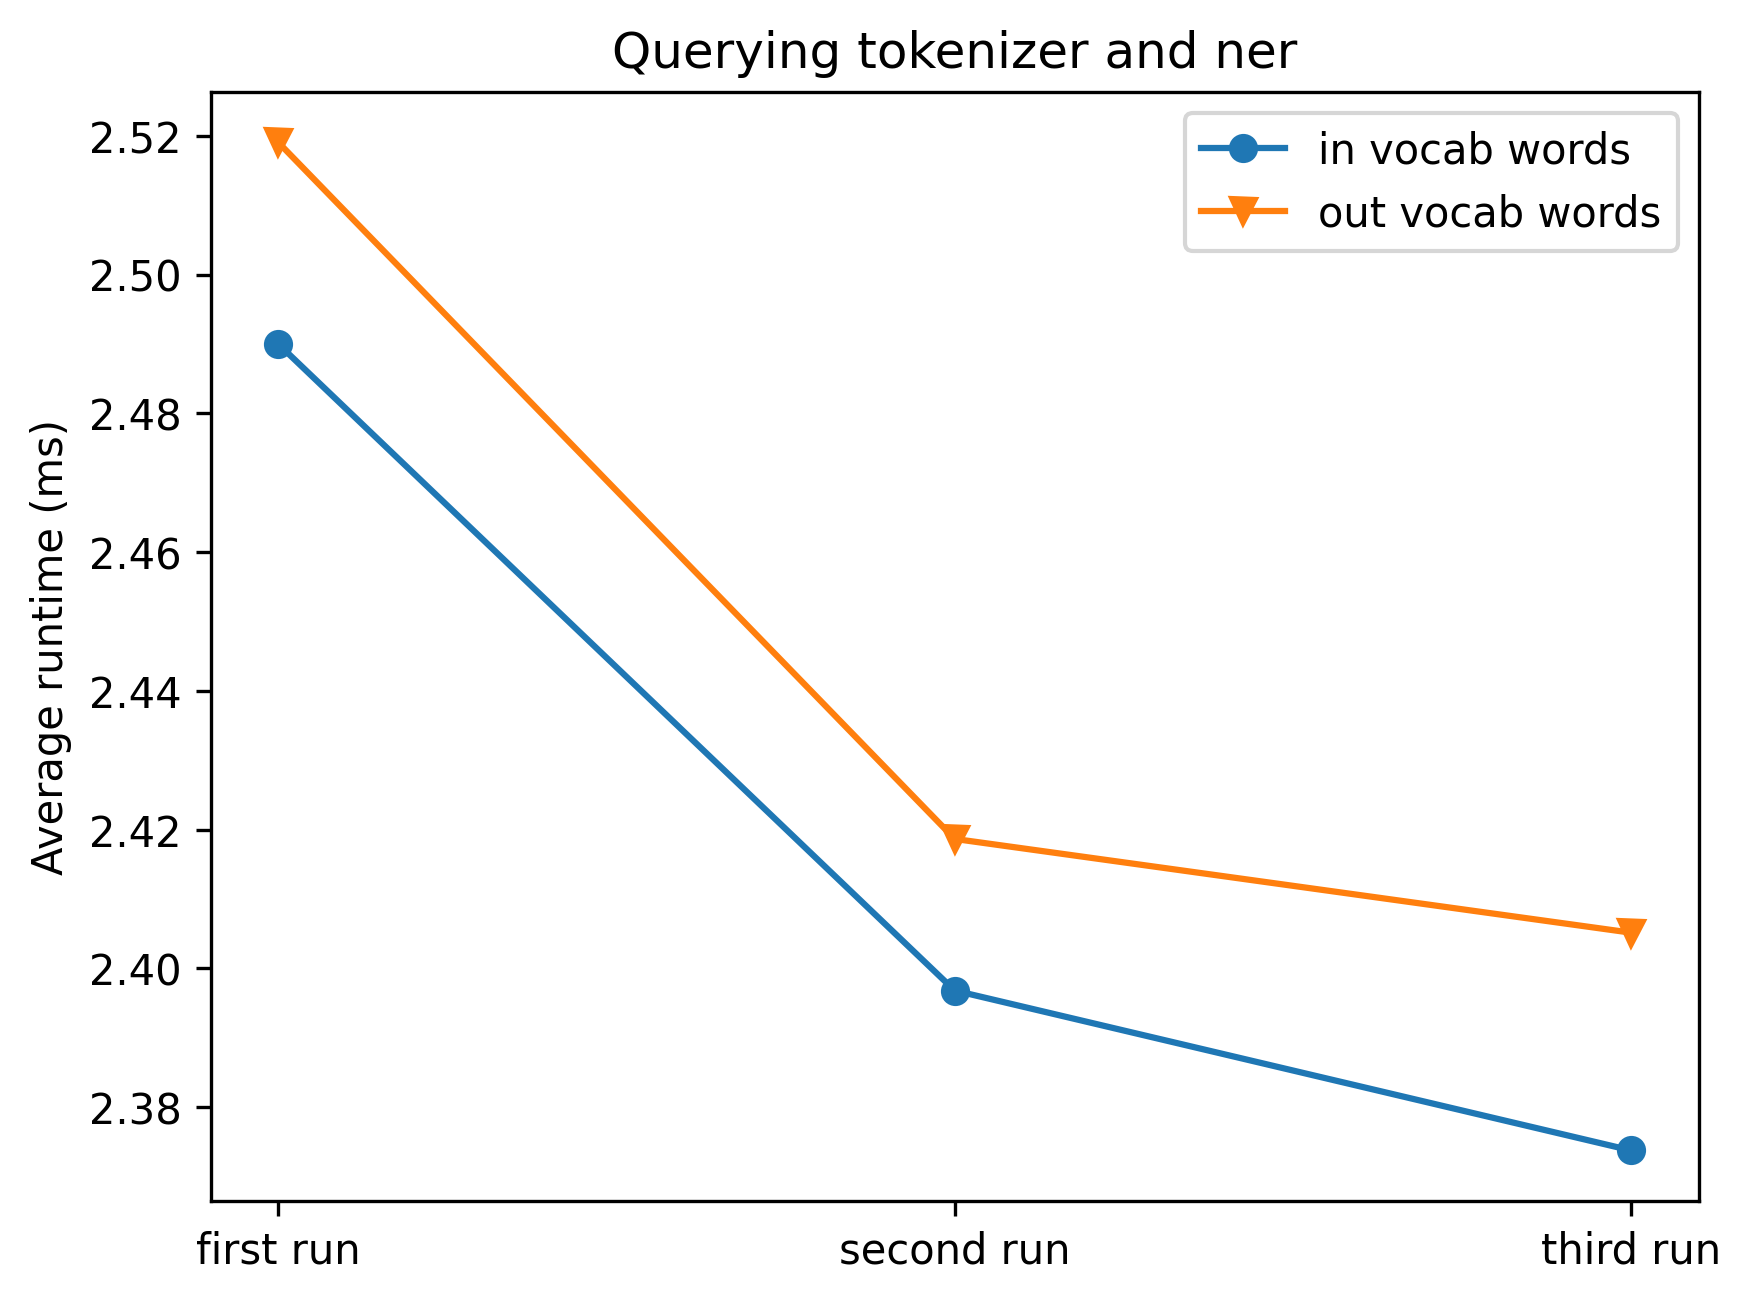 Querying tokenizer and ner
in vocab words
out vocab words
2.52
2.50
2.48
2.46
2.44
2.42
2.40
2.38
Average runtime (ms)
first run
second run
third run